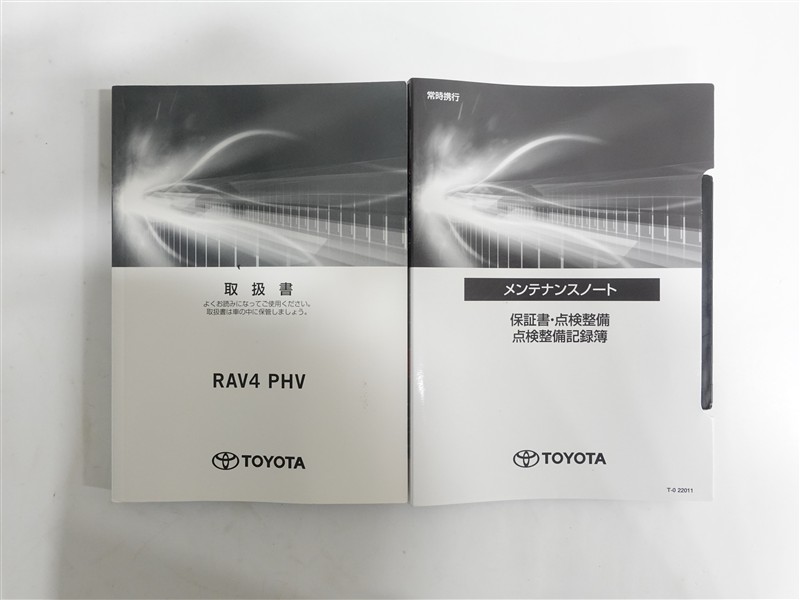 取扱書
よくお読みになってご使用ください。
取扱書は車の中に保管しましょう。
RAV4 PHV
TOYOTA
常時携行
メンテナンスノート
保証書・点検整備
点検整備記録簿
TOYOTA
T-0 22011